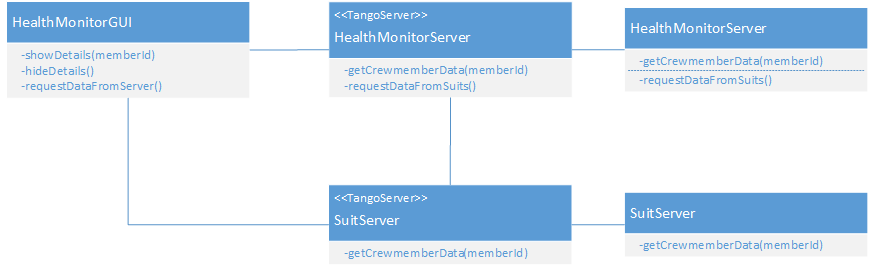 HealthMonitorGUI
-showDetails(memberId)
-hideDetails()
-requestDataFromServer()
<<TangoServer>>
HealthMonitorServer
-getCrewmemberData(memberId)
-requestDataFromSuits()
HealthMonitorServer
-getCrewmemberData(memberId)
-requestDataFromSuits()
<<TangoServer>>
SuitServer
-getCrewmemberData(memberId)
SuitServer
-getCrewmemberData(memberId)